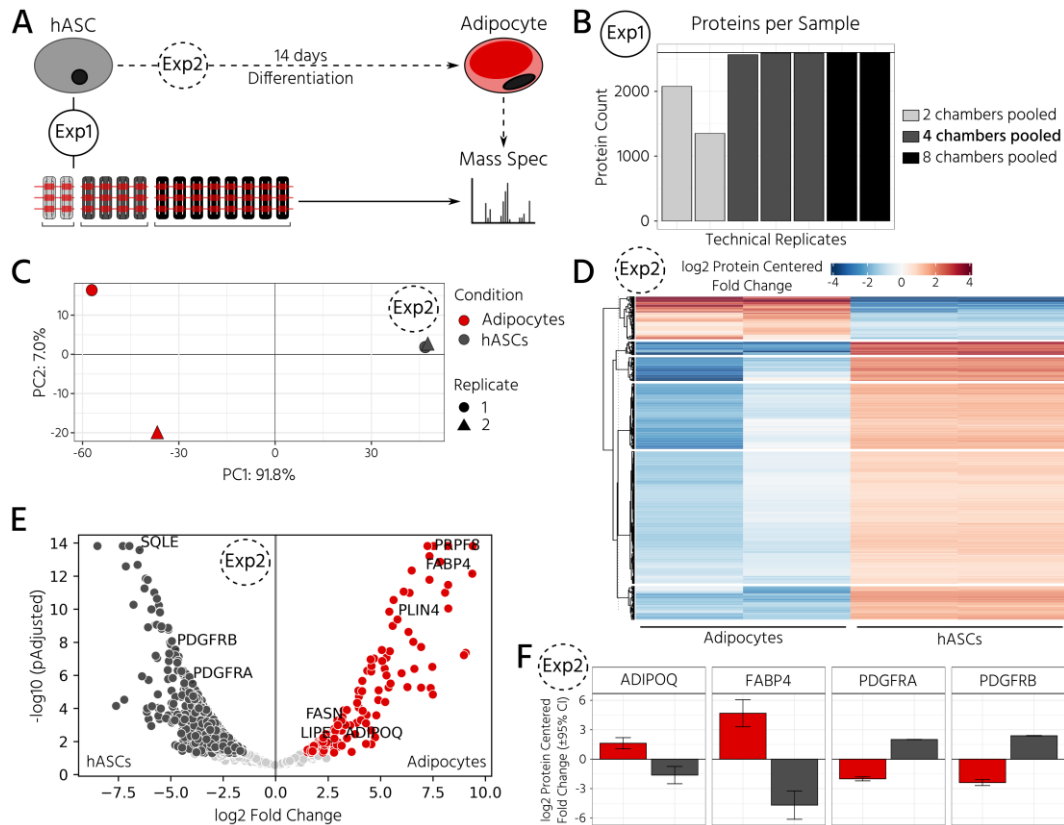 A
hASC
Exp2
14 days
Differentiation
Adipocyte
Exp1
Mass Spec
B
Exp1
Proteins per Sample
Protein Count
2000
1000
0
Technical Replicates
2 chambers pooled
4 chambers pooled
8 chambers pooled
C
Exp2
PC2: 7.0%
10
0
-10
-20
-60
-30
0
30
PC1: 91.8%
Condition
Adipocytes
hASCs
Replicate
1
2
D
Exp2
log2 Protein Centered
Fold Change
-4 -2 0 2 4
Adipocytes
hASCs
E
Exp2
-log10 (pAdjusted)
14
12
10
8
6
4
2
0
SQLE
PRPF8
FABP4
PLIN4
PDGFRB
PDGFRA
FASN
LIPE
ADIPOQ
hASCs
Adipocytes
-7.5 -5.0 -2.5 0.0 2.5 5.0 7.5 10.0
log2 Fold Change
F
Exp2
log2 Protein Centered
Fold Change (±95% CI)
6
3
0
-3
-6
ADIPOQ
FABP4
PDGFRA
PDGFRB